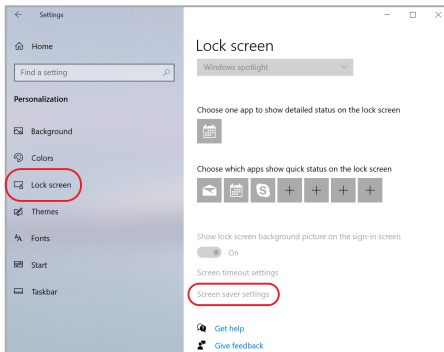 Settings
Home
Find a setting
Personalization
Background
Colors
Lock screen
Themes
Fonts
Start
Taskbar
Lock screen
Windows spotlight
Choose one app to show detailed status on the lock screen
Choose which apps show quick status on the lock screen
Show lock screen background picture on the sign-in screen
On
Screen timeout settings
Screen saver settings
Get help
Give feedback